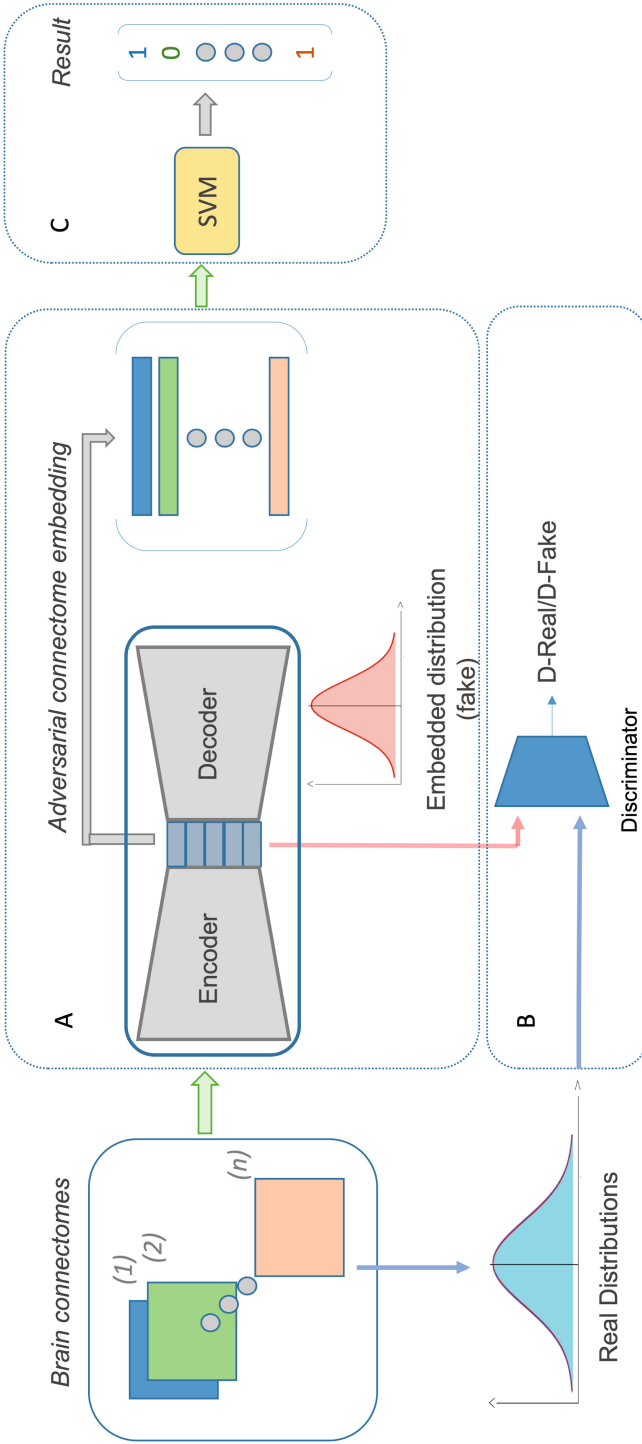 Brain connectomes
(1)
(2)
(n)
Real Distributions
A
Adversarial connectome embedding
Encoder
Decoder
Embedded distribution
(fake)
B
Discriminator
D-Real/D-Fake
C
SVM
Result
1
0
1